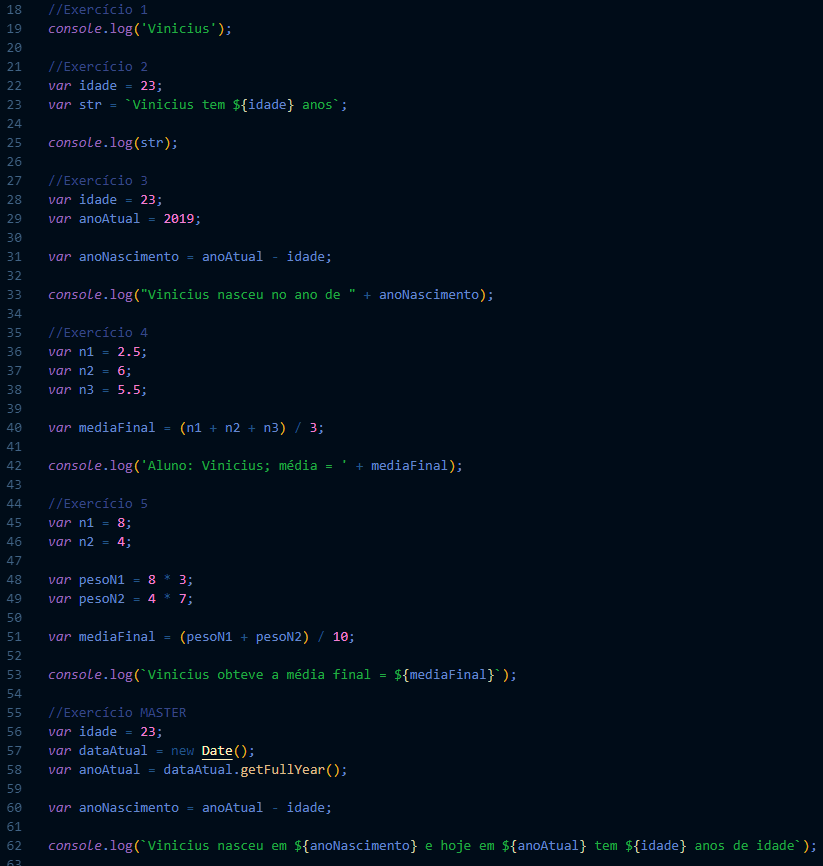 18 //Exercício 1
19 console.log('Vinicius');
20
21 //Exercício 2
22 var idade = 23;
23 var str = `Vinicius tem ${idade} anos`;
24
25 console.log(str);
26
27 //Exercício 3
28 var idade = 23;
29 var anoAtual = 2019;
30
31 var anoNascimento = anoAtual - idade;
32
33 console.log("Vinicius nasceu no ano de " + anoNascimento);
34
35 //Exercício 4
36 var n1 = 2.5;
37 var n2 = 6;
38 var n3 = 5.5;
39
40 var mediaFinal = (n1 + n2 + n3) / 3;
41
42 console.log('Aluno: Vinicius; média = ' + mediaFinal);
43
44 //Exercício 5
45 var n1 = 8;
46 var n2 = 4;
47
48 var pesoN1 = 8 * 3;
49 var pesoN2 = 4 * 7;
50
51 var mediaFinal = (pesoN1 + pesoN2) / 10;
52
53 console.log(`Vinicius obteve a média final = ${mediaFinal}`);
54
55 //Exercício MASTER
56 var idade = 23;
57 var dataAtual = new Date();
58 var anoAtual = dataAtual.getFullYear();
59
60 var anoNascimento = anoAtual - idade;
61
62 console.log(`Vinicius nasceu em ${anoNascimento} e hoje em ${anoAtual} tem ${idade} anos de idade`);
63